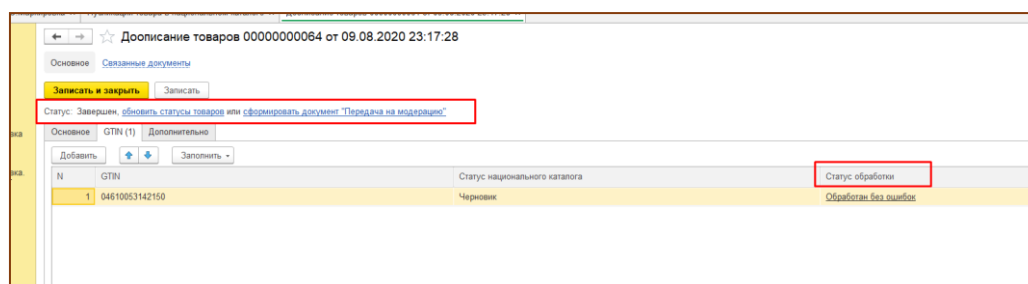 Доописание товаров 00000000064 от 09.08.2020 23:17:28
Основное Связанные документы
Записать и закрыть Записать
Статус: Завершен, обновить статусы товаров или сформировать документ "Передача на модерацию"
Основное GTIN (1) Дополнительно
Добавить Заполнить
N GTIN Статус национального каталога Статус обработки
1 04610053142150 Черновик Обработан без ошибок